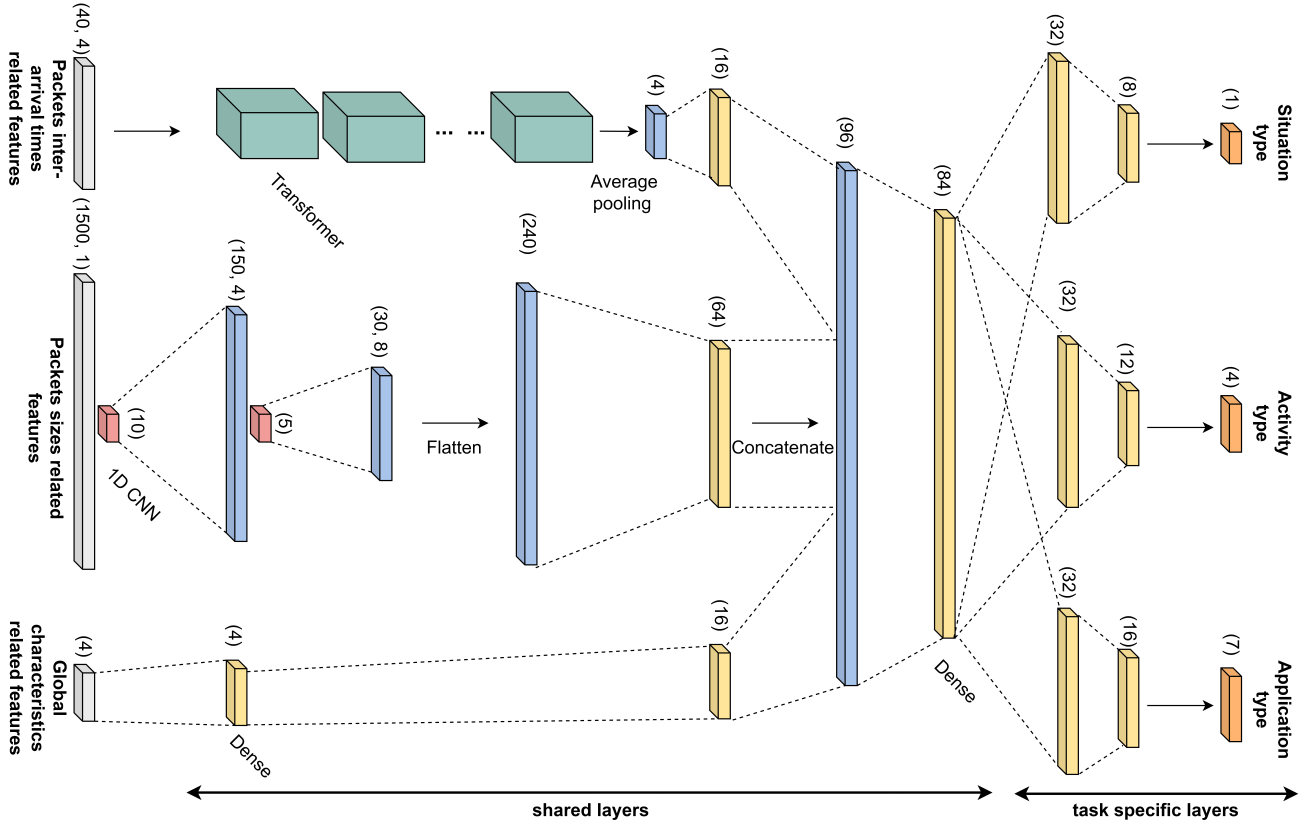 (40, 4)
Packets inter-
arrival times
related features
Transformer
... ...
Average
pooling
(4)
(16)
(1500, 1)
Packets sizes related
features
(10)
1D CNN
(150, 4)
(5)
(30, 8)
Flatten
(240)
(64)
Concatenate
(4)
Global
characteristics
related features
(4)
Dense
(16)
(96)
(84)
Dense
(32)
(8)
(1)
Situation
type
(32)
(12)
(4)
Activity
type
(32)
(16)
(7)
Application
type
shared layers
task specific layers